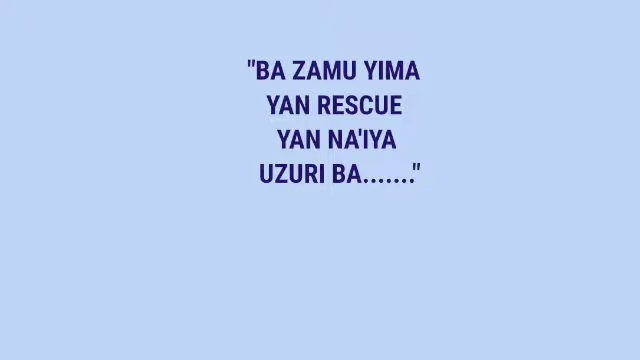 "BA ZAMU YIMA
YAN RESCUE
YAN NA'IYA
UZURI BA......."